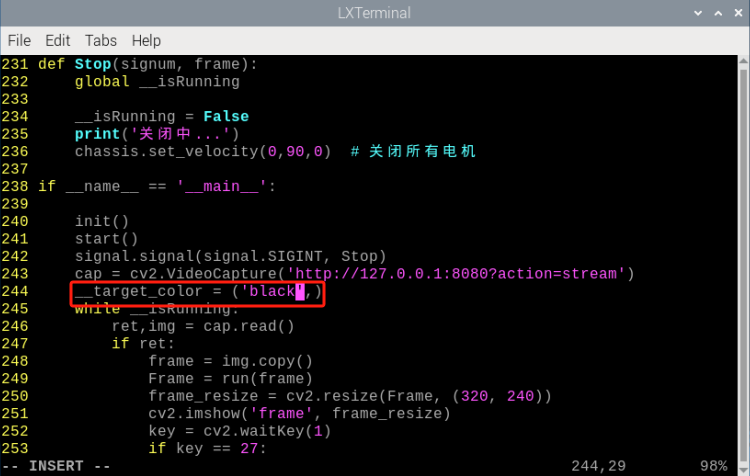 LXTerminal
File Edit Tabs Help
231 def Stop(signum, frame):
232     global __isRunning
233
234     __isRunning = False
235     print('关闭中...')
236     chassis.set_velocity(0,90,0)  # 关闭所有电机
237
238 if __name__ == '__main__':
239
240     init()
241     start()
242     signal.signal(signal.SIGINT, Stop)
243     cap = cv2.VideoCapture('http://127.0.0.1:8080?action=stream')
244     __target_color = ('black',)
245     while __isRunning:
246         ret,img = cap.read()
247         if ret:
248             frame = img.copy()
249             Frame = run(frame)
250             frame_resize = cv2.resize(Frame, (320, 240))
251             cv2.imshow('frame', frame_resize)
252             key = cv2.waitKey(1)
253             if key == 27:
-- INSERT -- 244,29 98%